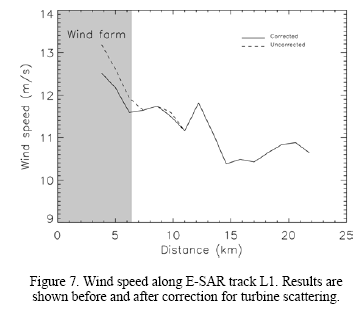 14
Wind farm
Corrected
Uncorrected
13
12
11
10
9
Wind speed (m/s)
0 5 10 15 20 25
Distance (km)
Figure 7. Wind speed along E-SAR track L1. Results are
shown before and after correction for turbine scattering.